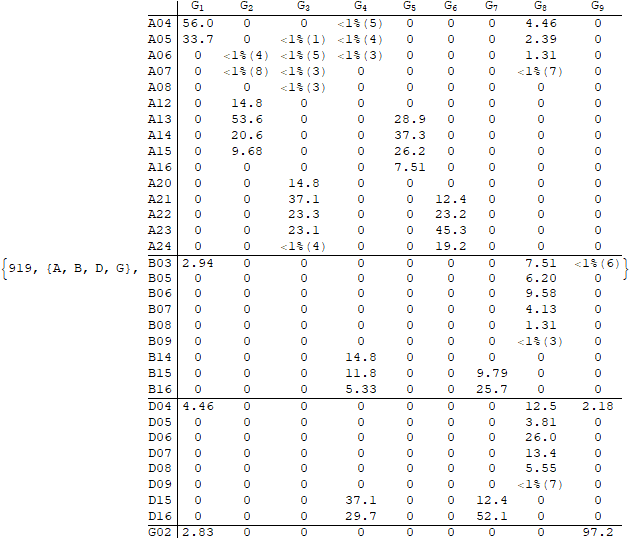 G₁ G₂ G₃ G₄ G₅ G₆ G₇ G₈ G₉
A04 56.0 0 0 <1%(5) 0 0 0 4.46 0
A05 33.7 0 <1%(1) <1%(4) 0 0 0 2.39 0
A06 0 <1%(4) <1%(5) <1%(3) 0 0 0 1.31 0
A07 0 <1%(8) <1%(3) 0 0 0 0 <1%(7) 0
A08 0 0 <1%(3) 0 0 0 0 0 0
A12 0 14.8 0 0 0 0 0 0 0
A13 0 53.6 0 0 28.9 0 0 0 0
A14 0 20.6 0 0 37.3 0 0 0 0
A15 0 9.68 0 0 26.2 0 0 0 0
A16 0 0 0 0 7.51 0 0 0 0
A20 0 0 14.8 0 0 0 0 0 0
A21 0 0 37.1 0 0 12.4 0 0 0
A22 0 0 23.3 0 0 23.2 0 0 0
A23 0 0 23.1 0 0 45.3 0 0 0
A24 0 0 <1%(4) 0 0 19.2 0 0 0
{919, {A, B, D, G}, B03 2.94 0 0 0 0 0 0 7.51 <1%(6) }
B05 0 0 0 0 0 0 0 6.20 0
B06 0 0 0 0 0 0 0 9.58 0
B07 0 0 0 0 0 0 0 4.13 0
B08 0 0 0 0 0 0 0 1.31 0
B09 0 0 0 0 0 0 0 <1%(3) 0
B14 0 0 0 14.8 0 0 0 0 0
B15 0 0 0 11.8 0 0 9.79 0 0
B16 0 0 0 5.33 0 0 25.7 0 0
D04 4.46 0 0 0 0 0 0 12.5 2.18
D05 0 0 0 0 0 0 0 3.81 0
D06 0 0 0 0 0 0 0 26.0 0
D07 0 0 0 0 0 0 0 13.4 0
D08 0 0 0 0 0 0 0 5.55 0
D09 0 0 0 0 0 0 0 <1%(7) 0
D15 0 0 0 37.1 0 0 12.4 0 0
D16 0 0 0 29.7 0 0 52.1 0 0
G02 2.83 0 0 0 0 0 0 0 97.2